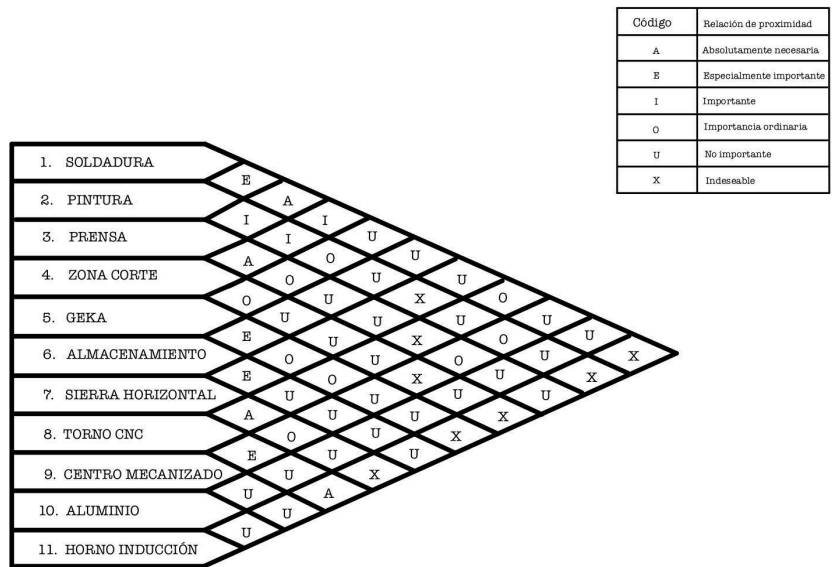 Código Relación de proximidad
A Absolutamente necesaria
E Especialmente importante
I Importante
O Importancia ordinaria
U No importante
X Indeseable
1. SOLDADURA
E
2. PINTURA A
I I
3. PRENSA I U
A O U
4. ZONA CORTE O U U
O U X O
5. GEKA U U U U
E U X O U
6. ALMACENAMIENTO O U O U X
E O X U X
7. SIERRA HORIZONTAL U U U U
A U U X
8. TORNO CNC O U X
E U U
9. CENTRO MECANIZADO U X
U A
10. ALUMINIO U
U
11. HORNO INDUCCIÓN